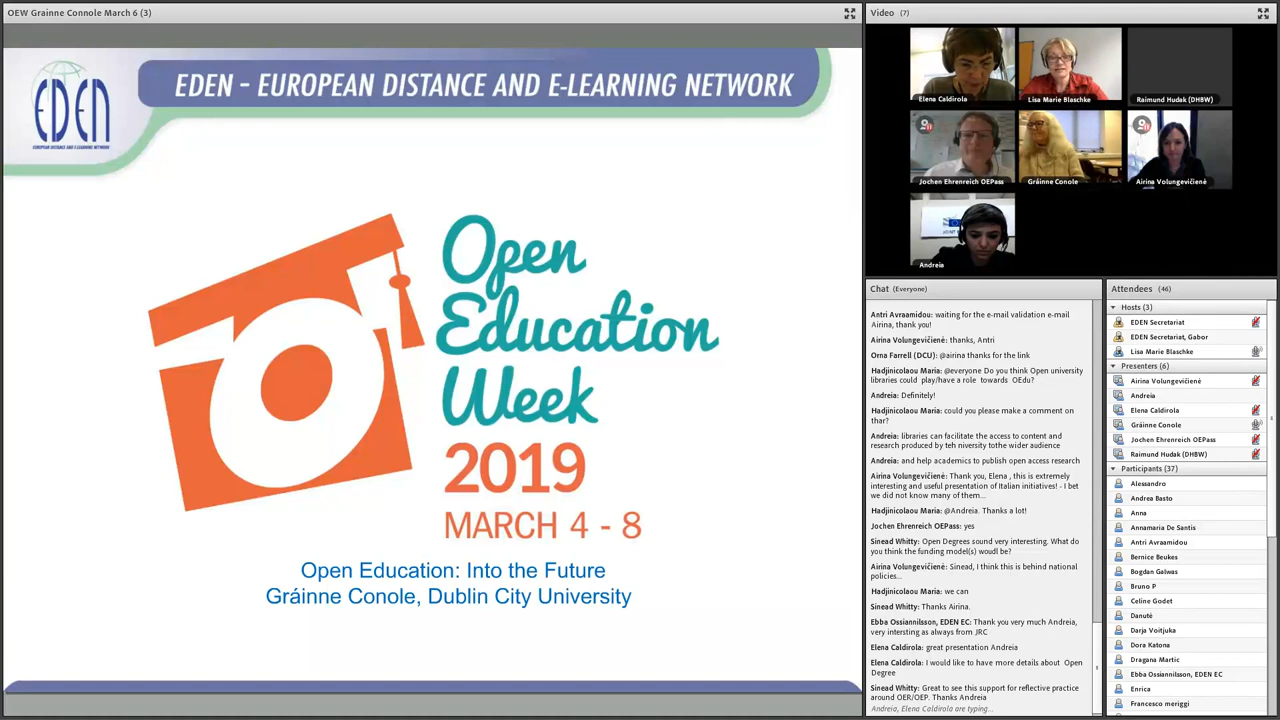 OEW Grainne Connole March 6 (3)
EDEN
EUROPEAN DISTANCE AND E-LEARNING NETWORK
EDEN - EUROPEAN DISTANCE AND E-LEARNING NETWORK
Open
Education
Week
2019
MARCH 4 - 8
Open Education: Into the Future
Gráinne Conole, Dublin City University
Video (7)
Elena Caldirola
Lisa Marie Blaschke
Raimund Hudak (DHBW)
Jochen Ehrenreich OEPass
Gráinne Conole
Airina Volungevičienė
Andreia
Chat (Everyone)
Antri Avraamidou: waiting for the e-mail validation e-mail
Airina, thank you!
Airina Volungevičienė: thanks, Antri
Orna Farrell (DCU): @airina thanks for the link
Hadjinicolaou Maria: @everyone Do you think Open university
libraries could play/have a role towards OEdu?
Andreia: Definitely!
Hadjinicolaou Maria: could you please make a comment on
thar?
Andreia: libraries can facilitate the access to content and
research produced by teh niversity tothe wider audience
Andreia: and help academics to publish open access research
Airina Volungevičienė: Thank you, Elena , this is extremely
interesting and useful presentation of Italian initiatives! - I bet
we did not know many of them...
Hadjinicolaou Maria: @Andreia. Thanks a lot!
Jochen Ehrenreich OEPass: yes
Sinead Whitty: Open Degrees sound very interesting. What do
you think the funding model(s) woudl be?
Airina Volungevičienė: Sinead, I think this is behind national
policies...
Hadjinicolaou Maria: we can
Sinead Whitty: Thanks Airina.
Ebba Ossiannilsson, EDEN EC: Thank you very much Andreia,
very intersting as always from JRC
Elena Caldirola: great presentation Andreia
Elena Caldirola: I would like to have more details about Open
Degree
Sinead Whitty: Great to see this support for reflective practice
around OER/OEP. Thanks Andreia
Andreia, Elena Caldirola are typing...
Attendees (46)
Hosts (3)
EDEN Secretariat
EDEN Secretariat, Gabor
Lisa Marie Blaschke
Presenters (6)
Airina Volungevičienė
Andreia
Elena Caldirola
Gráinne Conole
Jochen Ehrenreich OEPass
Raimund Hudak (DHBW)
Participants (37)
Alessandro
Andrea Basto
Anna
Annamaria De Santis
Antri Avraamidou
Bernice Beukes
Bogdan Galwas
Bruno P
Celine Godet
Danutė
Darja Voitjuka
Dora Katona
Dragana Martic
Ebba Ossiannilsson, EDEN EC
Enrica
Francesco meriggi